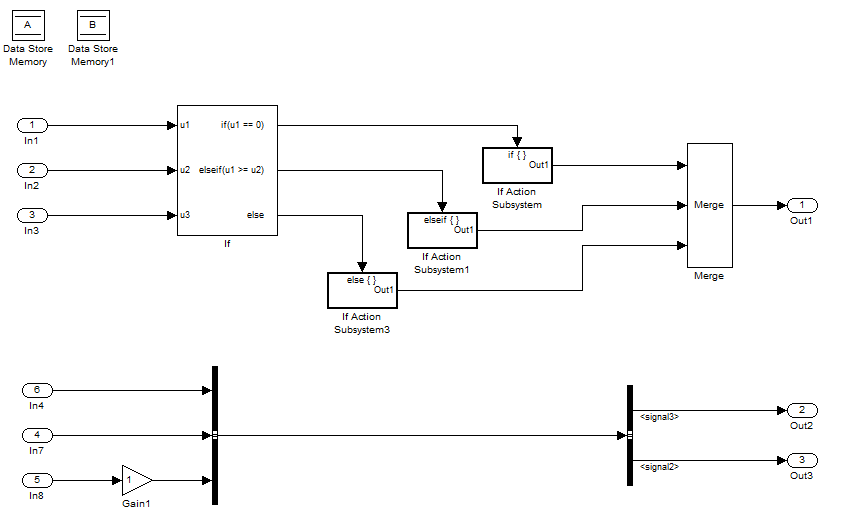 A
B
Data Store
Memory
Data Store
Memory1
1
In1
2
In2
3
In3
u1
if(u1 == 0)
u2
elseif(u1 >= u2)
u3
else
If
if { }
Out1
If Action
Subsystem
elseif { }
Out1
If Action
Subsystem1
else { }
Out1
If Action
Subsystem3
Merge
Merge
1
Out1
6
In4
4
In7
5
In8
1
Gain1
<signal3>
<signal2>
2
Out2
3
Out3